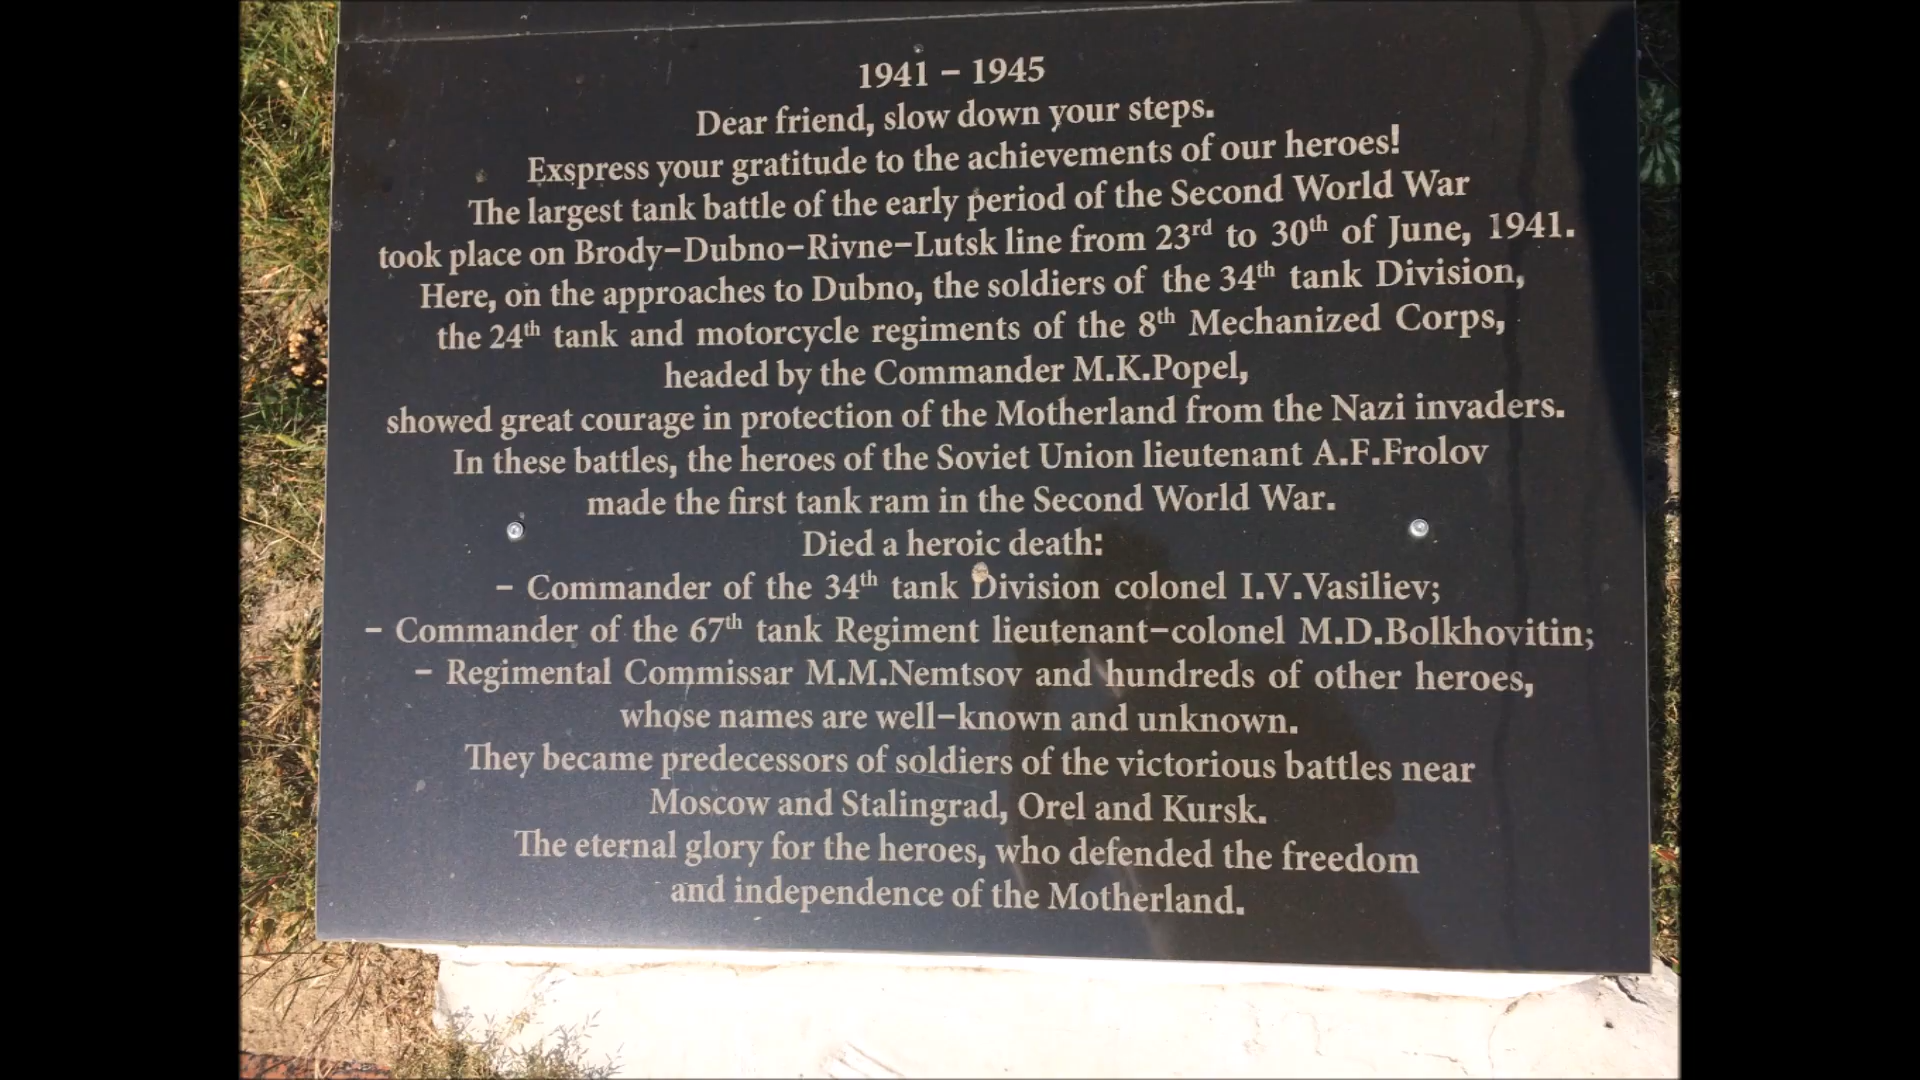 1941 – 1945
Dear friend, slow down your steps.
Exspress your gratitude to the achievements of our heroes!
The largest tank battle of the early period of the Second World War
took place on Brody–Dubno–Rivne–Lutsk line from 23rd to 30th of June, 1941.
Here, on the approaches to Dubno, the soldiers of the 34th tank Division,
the 24th tank and motorcycle regiments of the 8th Mechanized Corps,
headed by the Commander M.K.Popel,
showed great courage in protection of the Motherland from the Nazi invaders.
In these battles, the heroes of the Soviet Union lieutenant A.F.Frolov
made the first tank ram in the Second World War.
Died a heroic death:
– Commander of the 34th tank Division colonel I.V.Vasiliev;
– Commander of the 67th tank Regiment lieutenant–colonel M.D.Bolkhovitin;
– Regimental Commissar M.M.Nemtsov and hundreds of other heroes,
whose names are well–known and unknown.
They became predecessors of soldiers of the victorious battles near
Moscow and Stalingrad, Orel and Kursk.
The eternal glory for the heroes, who defended the freedom
and independence of the Motherland.